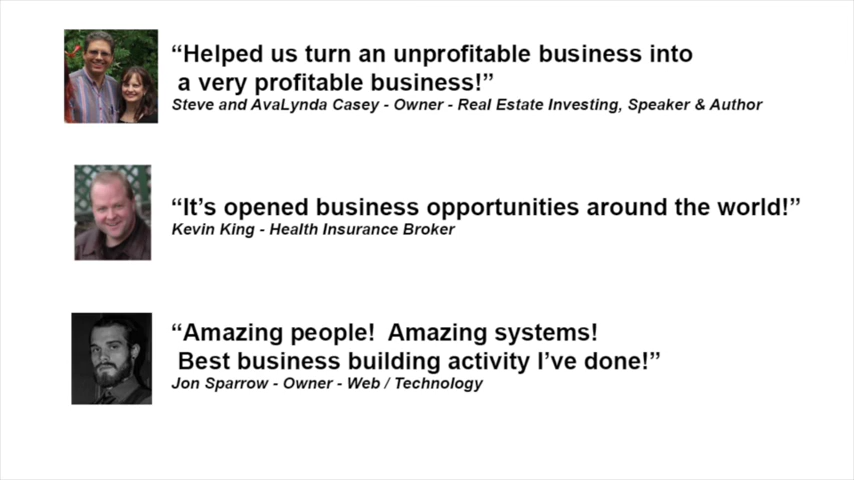 “Helped us turn an unprofitable business into
a very profitable business!”
Steve and AvaLynda Casey - Owner - Real Estate Investing, Speaker & Author
“It’s opened business opportunities around the world!”
Kevin King - Health Insurance Broker
“Amazing people!  Amazing systems!
Best business building activity I’ve done!”
Jon Sparrow - Owner - Web / Technology